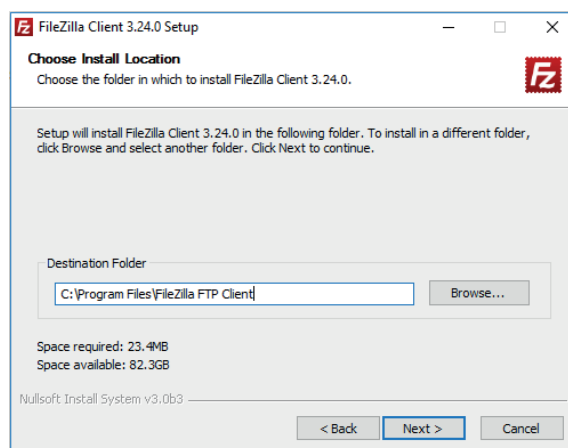 FileZilla Client 3.24.0 Setup
Choose Install Location
Choose the folder in which to install FileZilla Client 3.24.0.
Fz
Setup will install FileZilla Client 3.24.0 in the following folder. To install in a different folder,
click Browse and select another folder. Click Next to continue.
Destination Folder
C:\Program Files\FileZilla FTP Client
Browse...
Space required: 23.4MB
Space available: 82.3GB
Nullsoft Install System v3.0b3
< Back
Next >
Cancel